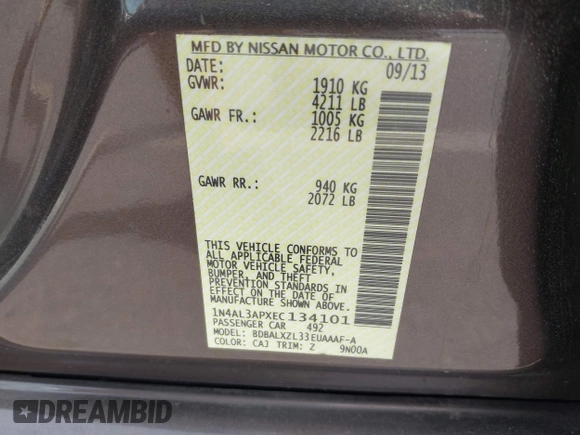 MFD BY NISSAN MOTOR CO., LTD.
DATE: 09/13
GVWR: 1910 KG
4211 LB
GAWR FR.: 1005 KG
2216 LB
GAWR RR.: 940 KG
2072 LB
THIS VEHICLE CONFORMS TO
ALL APPLICABLE FEDERAL
MOTOR VEHICLE SAFETY,
BUMPER, AND THEFT
PREVENTION STANDARDS IN
EFFECT ON THE DATE OF
MANUFACTURE SHOWN ABOVE.
1N4AL3APXEC134101
PASSENGER CAR 492
MODEL: BDBALXZL33EUAAAF-A
COLOR: CAJ TRIM: Z 9N00A
DREAMBID